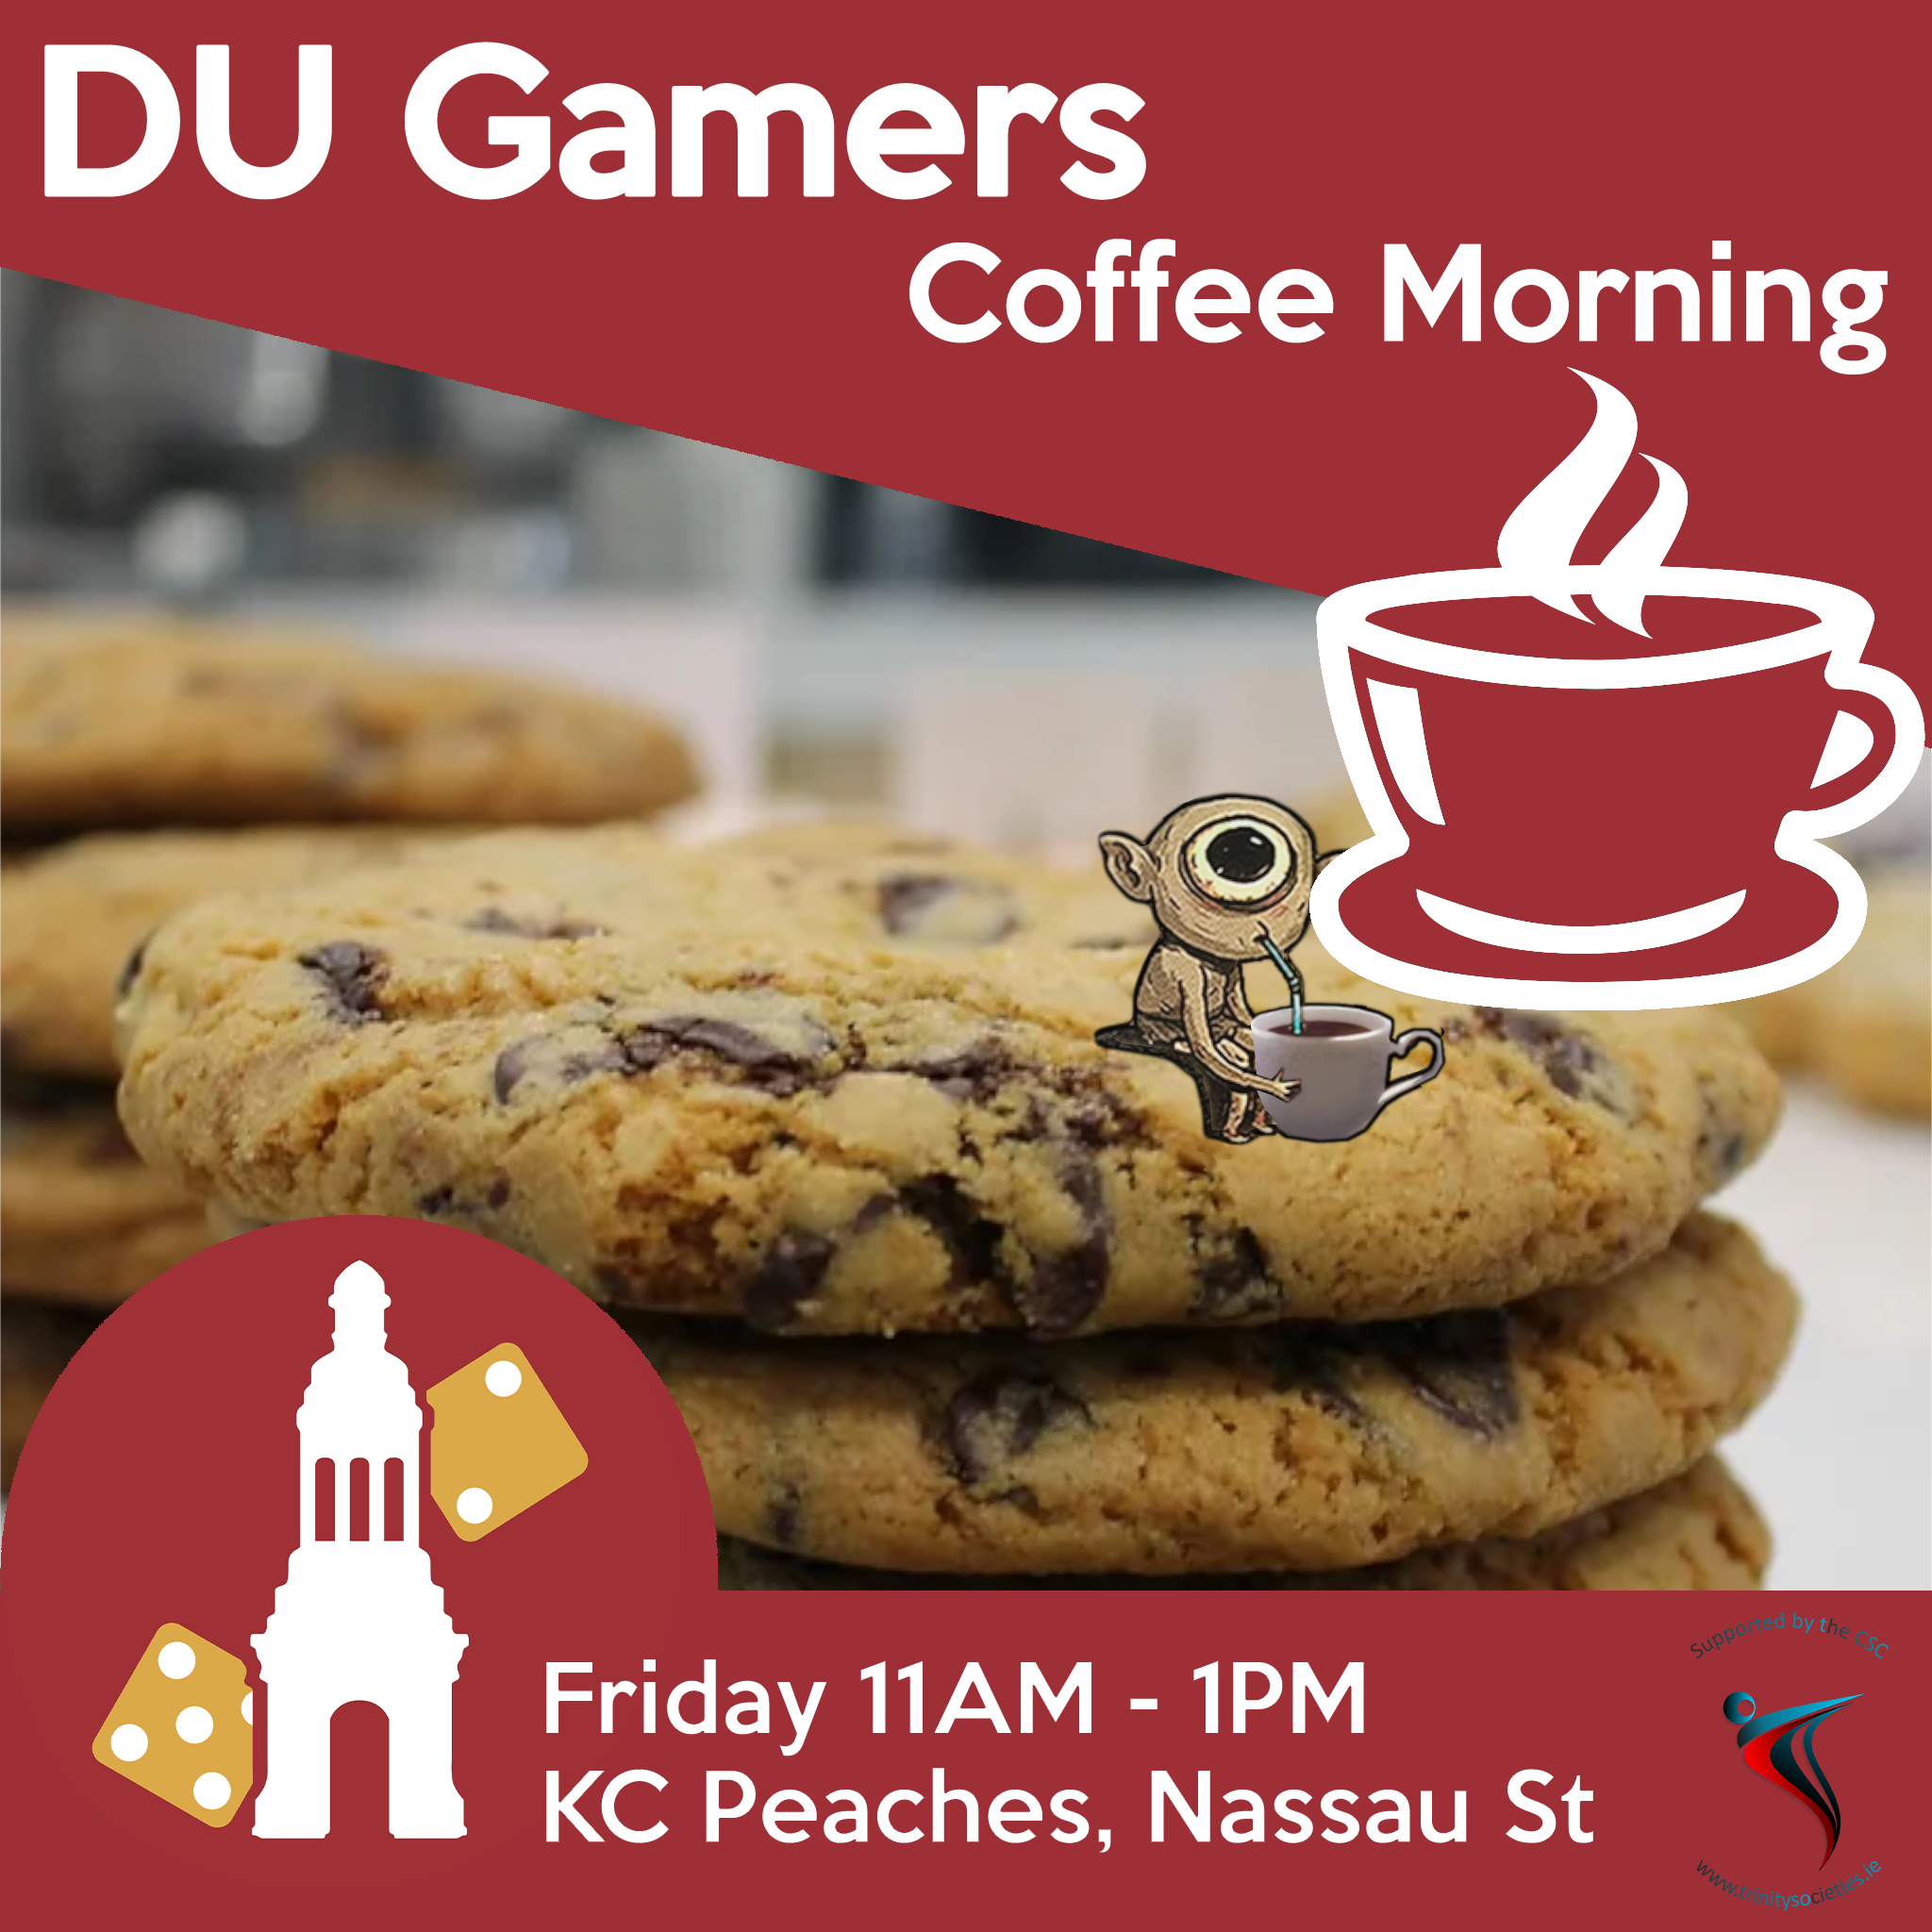 DU Gamers
Coffee Morning
Friday 11AM - 1PM
KC Peaches, Nassau St
Supported by the CSC
www.trinitysocieties.ie